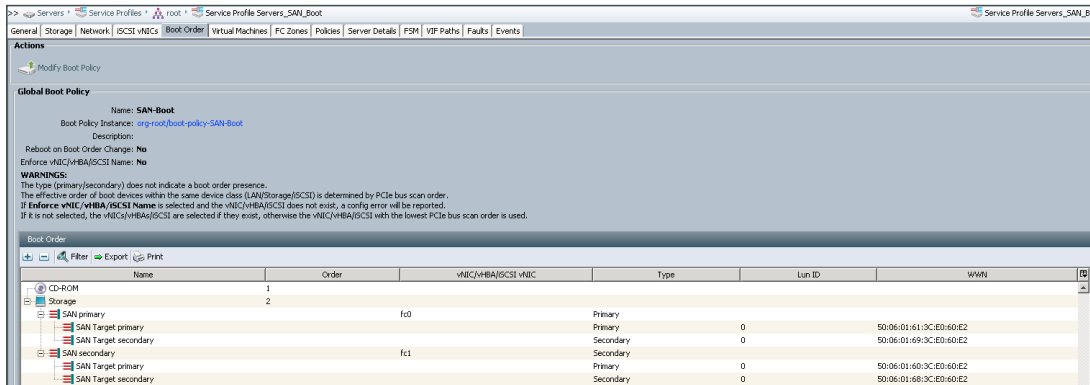 >> Servers › Service Profiles › root › Service Profile Servers_SAN_Boot Service Profile Servers_SAN_B
General Storage Network iSCSI vNICs Boot Order Virtual Machines FC Zones Policies Server Details FSM VIF Paths Faults Events
Actions
Modify Boot Policy
Global Boot Policy
Name: SAN-Boot
Boot Policy Instance: org-root/boot-policy-SAN-Boot
Description:
Reboot on Boot Order Change: No
Enforce vNIC/vHBA/iSCSI Name: No
WARNINGS:
The type (primary/secondary) does not indicate a boot order presence.
The effective order of boot devices within the same device class (LAN/Storage/iSCSI) is determined by PCIe bus scan order.
If Enforce vNIC/vHBA/iSCSI Name is selected and the vNIC/vHBA/iSCSI does not exist, a config error will be reported.
If it is not selected, the vNICs/vHBAs/iSCSI are selected if they exist, otherwise the vNIC/vHBA/iSCSI with the lowest PCIe bus scan order is used.
Boot Order
Filter Export Print
Name Order vNIC/vHBA/iSCSI vNIC Type Lun ID WWN
CD-ROM 1
Storage 2
SAN primary fc0 Primary
SAN Target primary Primary 0 50:06:01:61:3C:E0:60:E2
SAN Target secondary Secondary 0 50:06:01:69:3C:E0:60:E2
SAN secondary fc1 Secondary
SAN Target primary Primary 0 50:06:01:60:3C:E0:60:E2
SAN Target secondary Secondary 0 50:06:01:68:3C:E0:60:E2